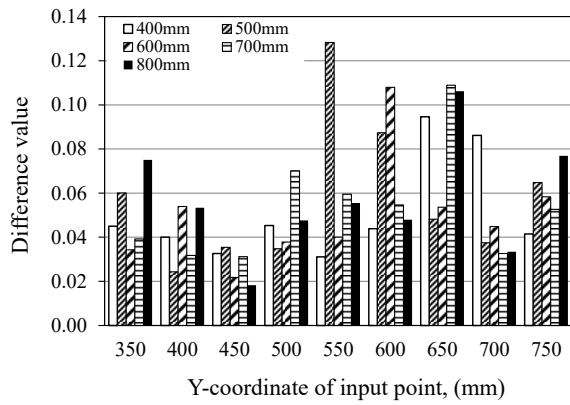 0.14
0.12
0.10
0.08
0.06
0.04
0.02
0.00
Difference value
400mm 500mm
600mm 700mm
800mm
350 400 450 500 550 600 650 700 750
Y-coordinate of input point, (mm)